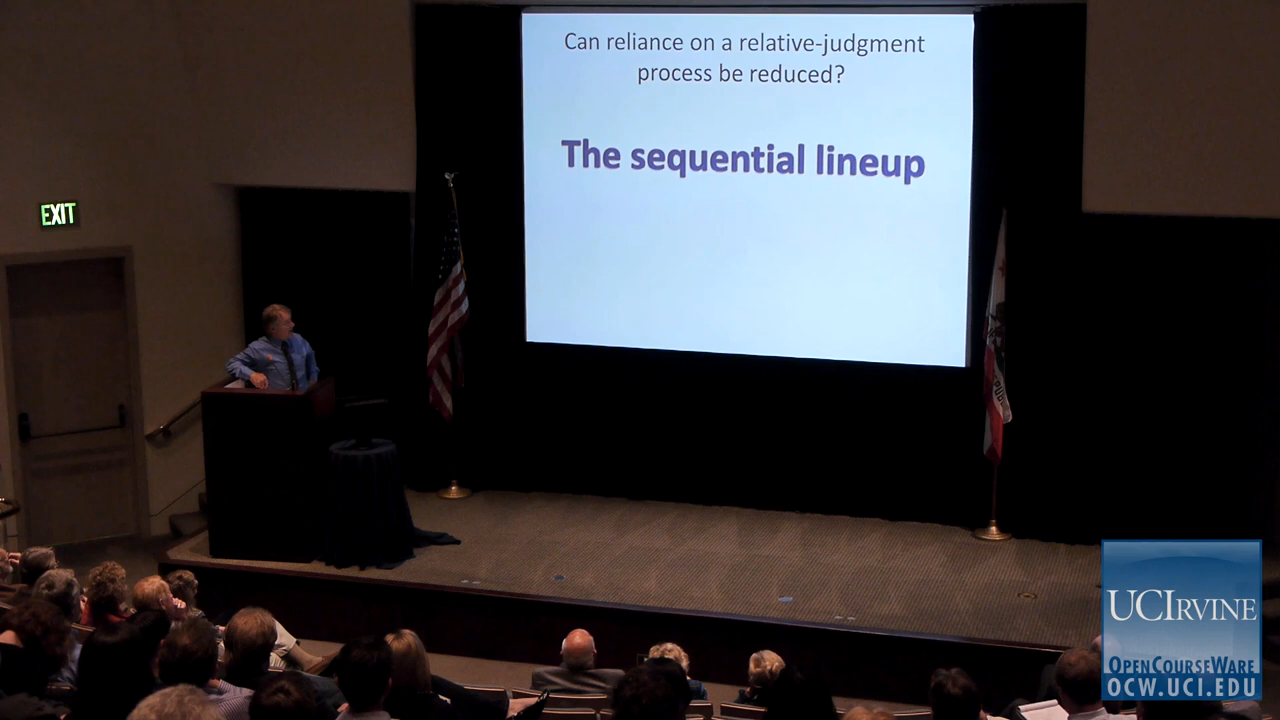 Can reliance on a relative-judgment
process be reduced?
The sequential lineup
EXIT
UCIRVINE
OPENCOURSEWARE
OCW.UCI.EDU